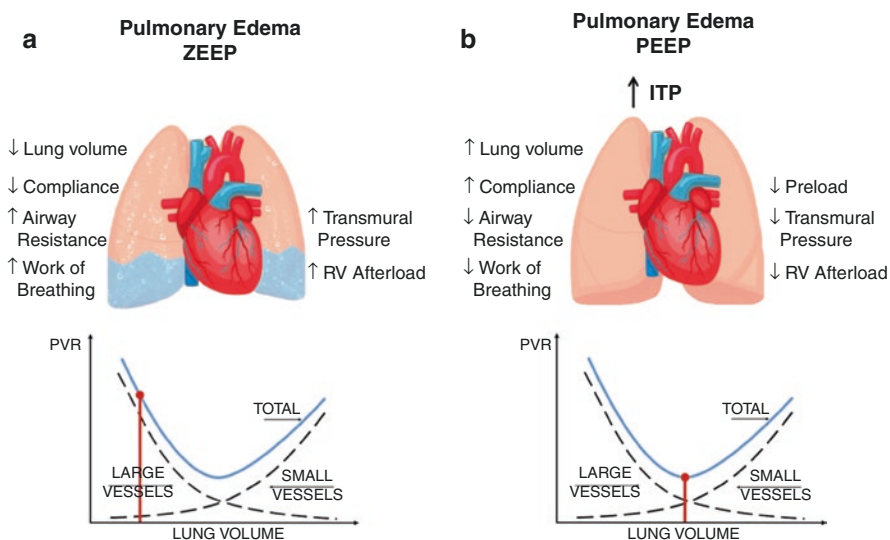 a
Pulmonary Edema
ZEEP
↓ Lung volume
↓ Compliance
↑ Airway
Resistance
↑ Work of
Breathing
↑ Transmural
Pressure
↑ RV Afterload
PVR
TOTAL
LARGE
VESSELS
SMALL
VESSELS
LUNG VOLUME
b
Pulmonary Edema
PEEP
↑ ITP
↑ Lung volume
↑ Compliance
↓ Airway
Resistance
↓ Work of
Breathing
↓ Preload
↓ Transmural
Pressure
↓ RV Afterload
PVR
TOTAL
LARGE
VESSELS
SMALL
VESSELS
LUNG VOLUME